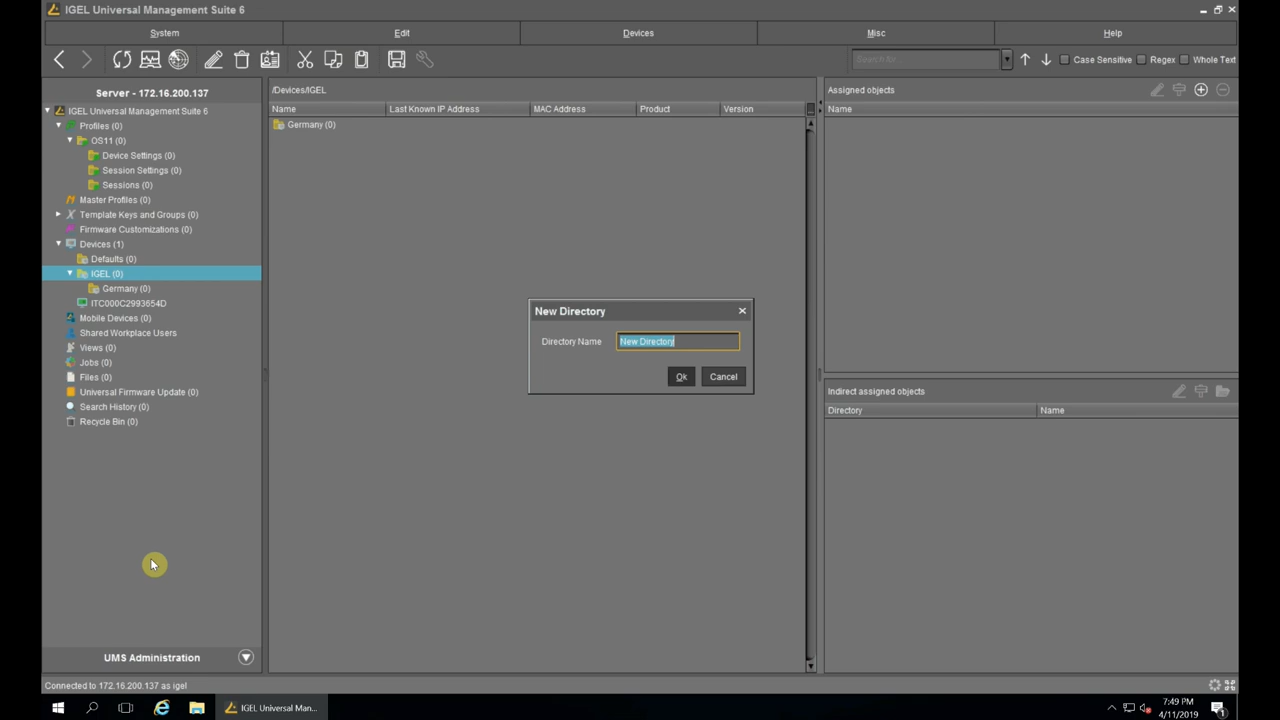 IGEL Universal Management Suite 6
System Edit Devices Misc Help
Search for... Case Sensitive Regex Whole Text
Server - 172.16.200.137
IGEL Universal Management Suite 6
Profiles (0)
OS11 (0)
Device Settings (0)
Session Settings (0)
Sessions (0)
Master Profiles (0)
Template Keys and Groups (0)
Firmware Customizations (0)
Devices (1)
Defaults (0)
IGEL (0)
Germany (0)
ITC000C2993654D
Mobile Devices (0)
Shared Workplace Users
Views (0)
Jobs (0)
Files (0)
Universal Firmware Update (0)
Search History (0)
Recycle Bin (0)
UMS Administration
/Devices/IGEL
Name Last Known IP Address MAC Address Product Version
Germany (0)
New Directory
Directory Name New Directory
Ok Cancel
Assigned objects
Name
Indirect assigned objects
Directory Name
Connected to 172.16.200.137 as igel
IGEL Universal Man...
7:49 PM
4/11/2019
1